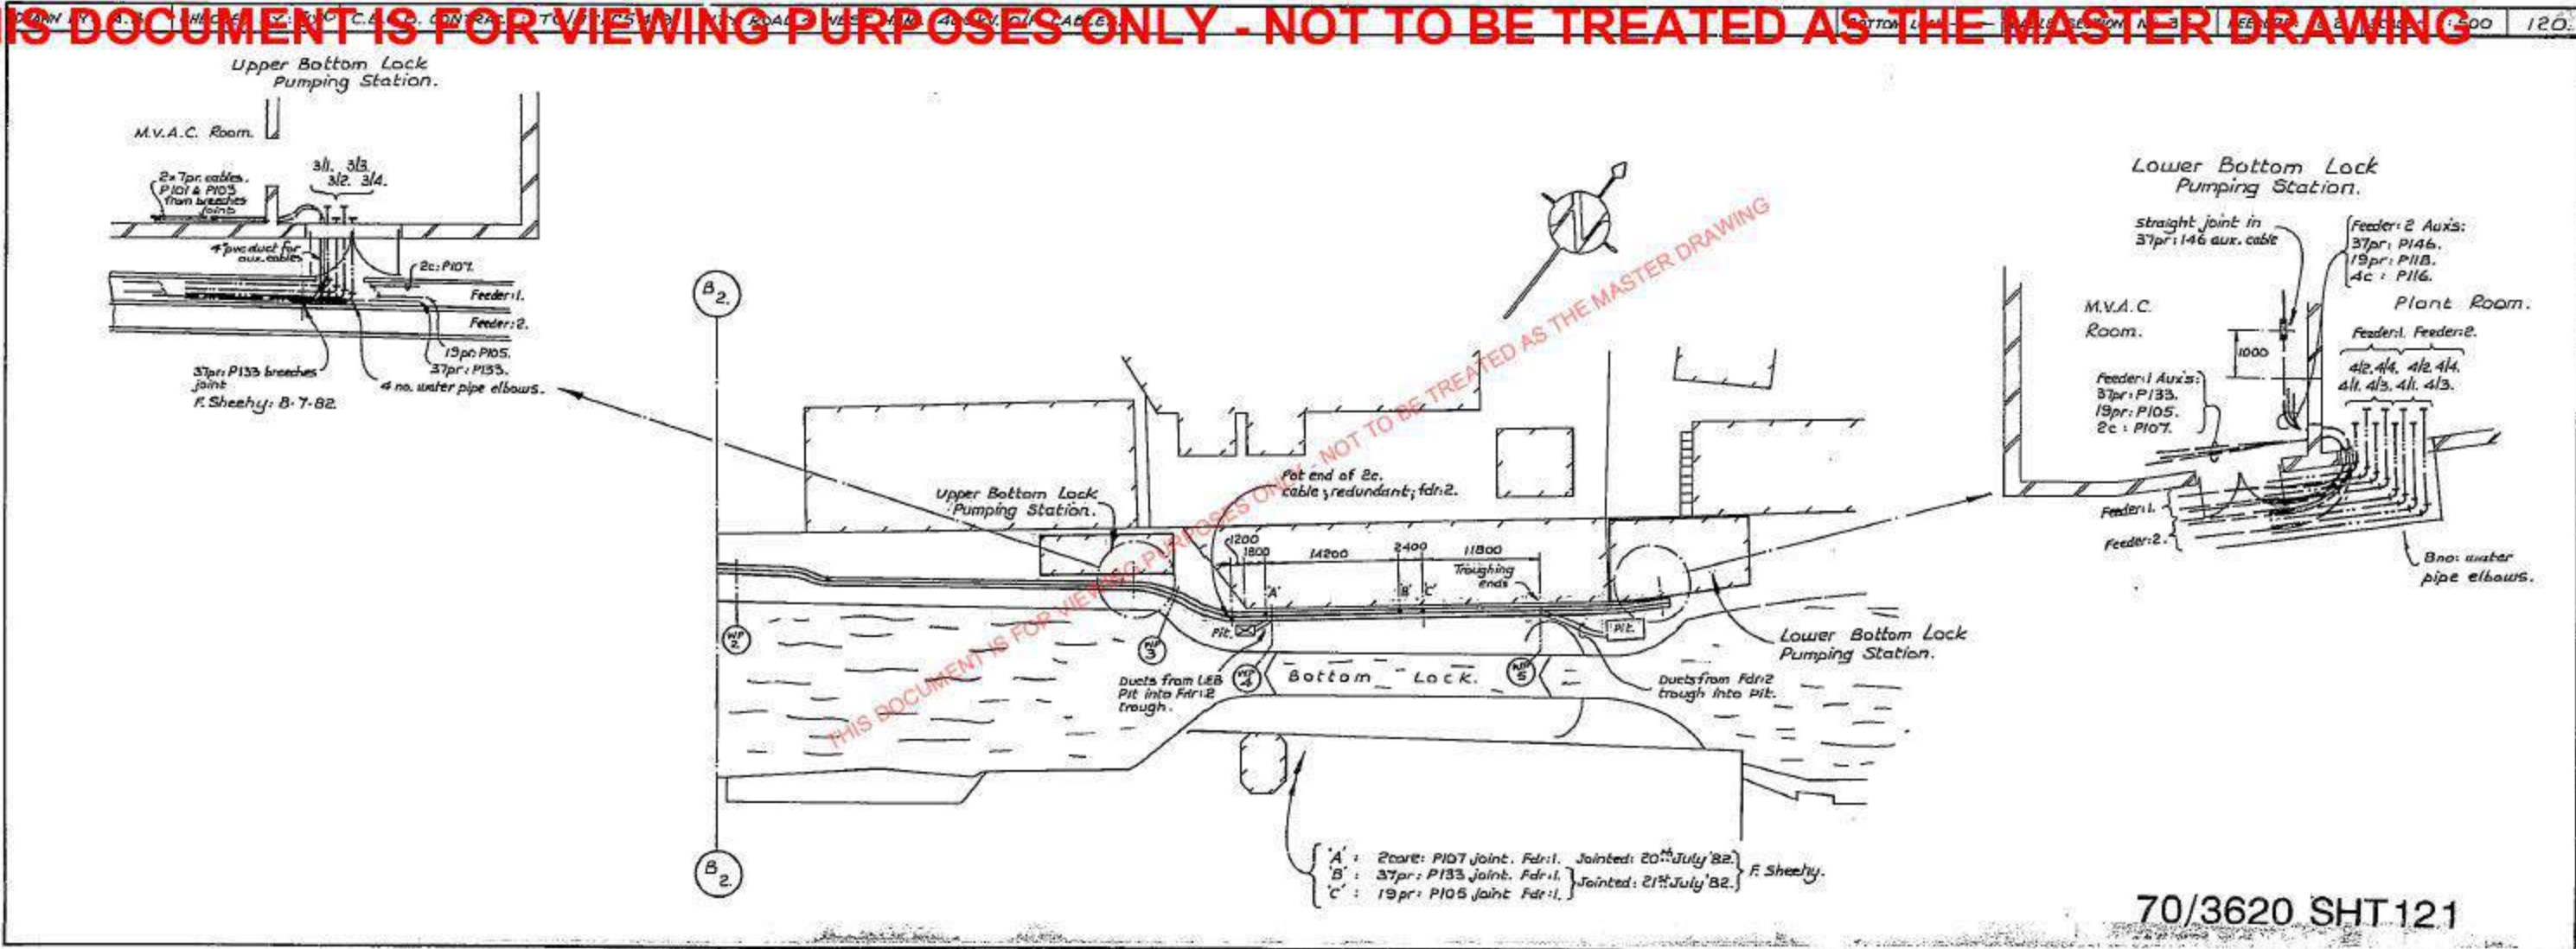 IS DOCUMENT IS FOR VIEWING PURPOSES ONLY - NOT TO BE TREATED AS THE MASTER DRAWING
120.
Upper Bottom Lock
Pumping Station.
M.V.A.C. Room.
3/1. 3/3.
3/2. 3/4.
2x7pr. cables.
P101 & P103
from breeches
joint
4" pvc duct for
aux. cables
2c: P107.
Feeder:1.
Feeder:2.
19pr: P105.
37pr: P133.
37pr: P133 breeches
joint
F. Sheehy: 8-7-82.
4 no. water pipe elbows.
B
2.
THIS DOCUMENT IS FOR VIEWING PURPOSES ONLY - NOT TO BE TREATED AS THE MASTER DRAWING
Upper Bottom Lock
Pumping Station.
Pot end of 2c.
cable; redundant; fdr:2.
1200
1800
14200
2400
11800
Troughing
ends
'A'
'B'
'C'
WP
2
WP
3
Pit.
Pit.
Ducts from LEB
Pit into Fdr:2
trough.
WP
4
Bottom Lock.
WP
5
Ducts from Fdr:2
trough into Pit.
Lower Bottom Lock
Pumping Station.
B
2.
'A' : 2core: P107 joint. Fdr:1. Jointed: 20th July '82.
'B' : 37pr: P133 joint. Fdr:1.
'C' : 19pr: P105 joint Fdr:1.
Jointed: 21st July '82.
F. Sheehy.
Lower Bottom Lock
Pumping Station.
Straight joint in
37pr: 146 aux. cable
Feeder: 2 Aux's:
37pr: P146.
19pr: P118.
4c : P116.
M.V.A.C.
Room.
Plant Room.
1000
Feeder:1. Feeder:2.
4/2. 4/4. 4/2. 4/4.
4/1. 4/3. 4/1. 4/3.
Feeder:1 Aux's:
37pr: P133.
19pr: P105.
2c : P107.
Feeder:1.
Feeder:2.
8no: water
pipe elbows.
70/3620 SHT 121